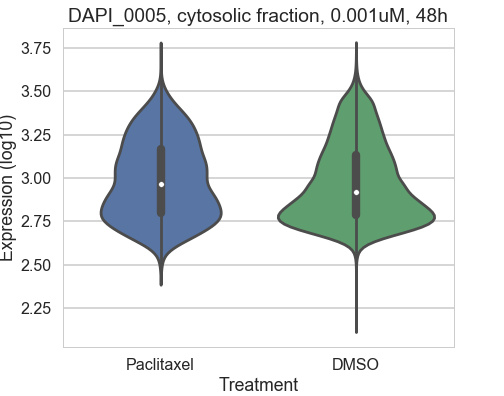 DAPI_0005, cytosolic fraction, 0.001uM, 48h
Expression (log10)
3.75
3.50
3.25
3.00
2.75
2.50
2.25
Paclitaxel DMSO
Treatment